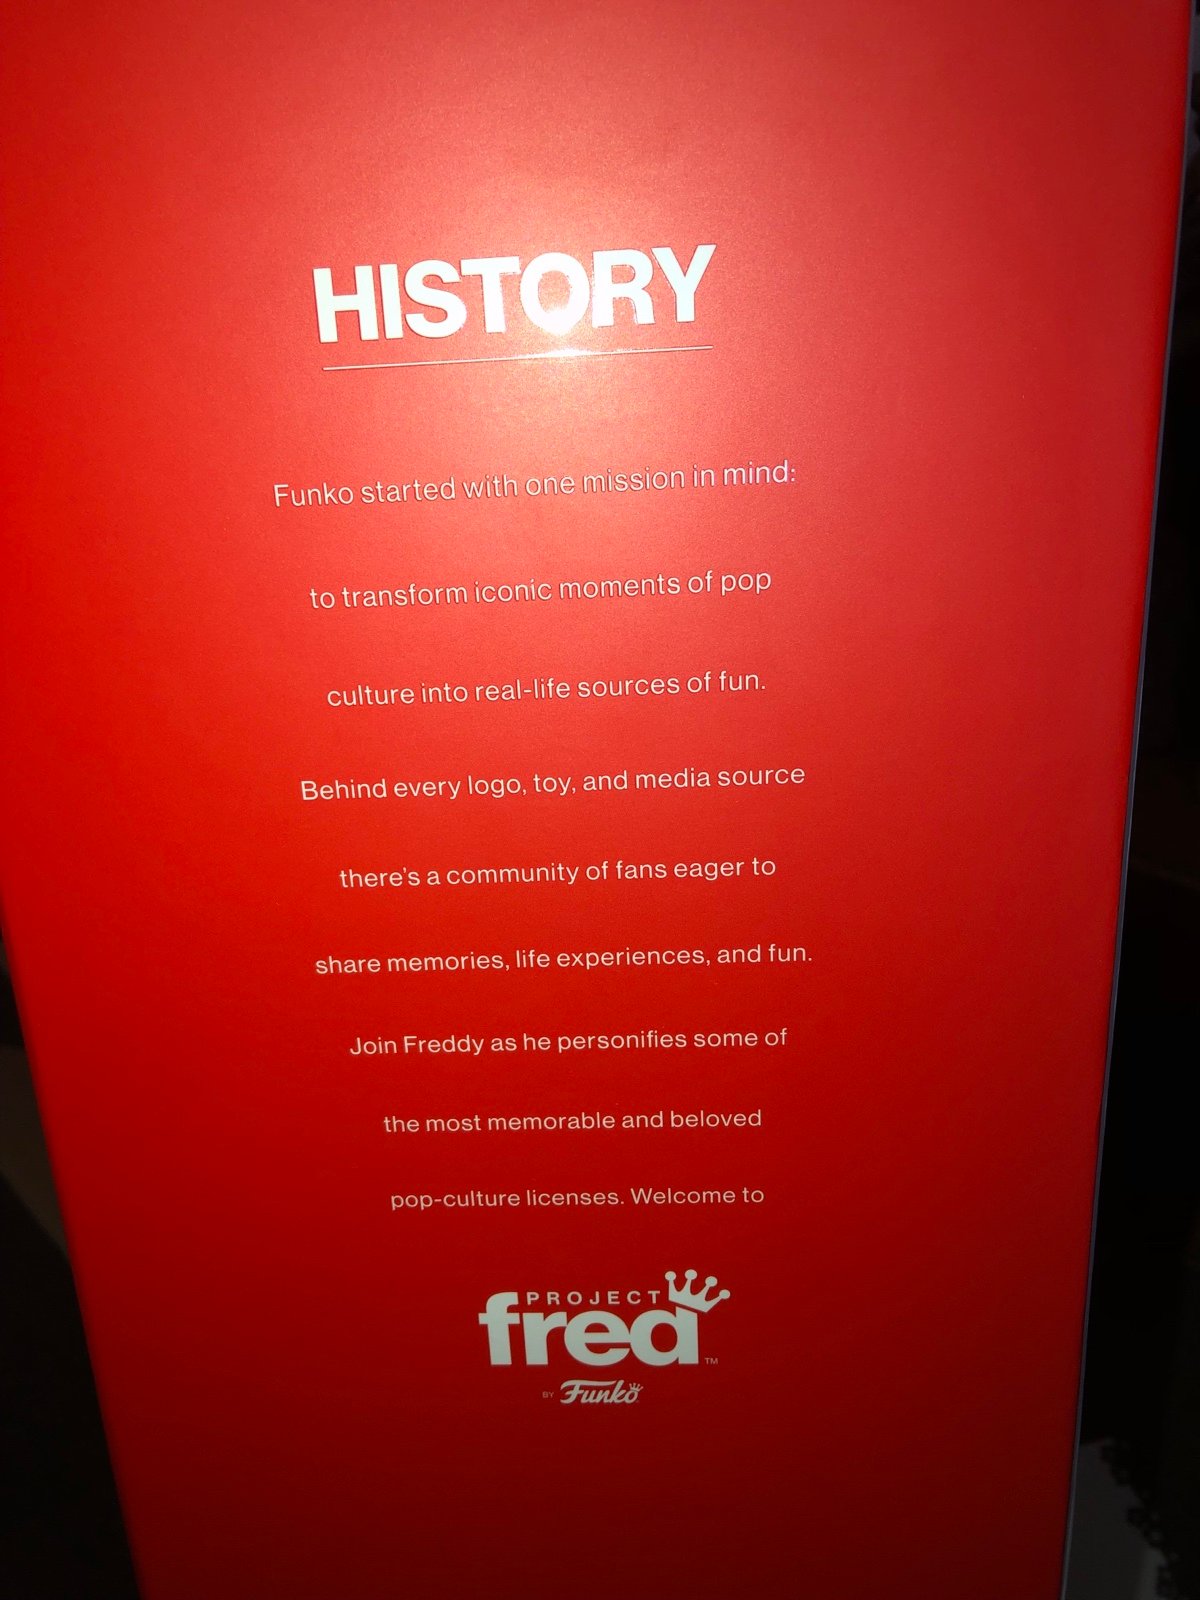 HISTORY
Funko started with one mission in mind:
to transform iconic moments of pop
culture into real-life sources of fun.
Behind every logo, toy, and media source
there's a community of fans eager to
share memories, life experiences, and fun.
Join Freddy as he personifies some of
the most memorable and beloved
pop-culture licenses. Welcome to
PROJECT
fred™
BY Funko